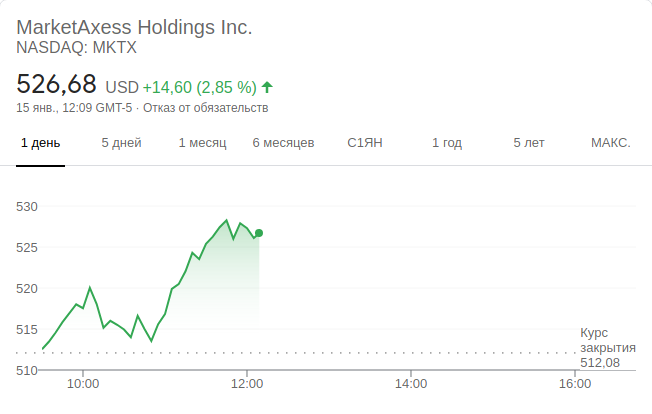 MarketAxess Holdings Inc.
NASDAQ: MKTX
526,68 USD +14,60 (2,85 %)
15 янв., 12:09 GMT-5 · Отказ от обязательств
1 день 5 дней 1 месяц 6 месяцев С1ЯН 1 год 5 лет МАКС.
530
525
520
515
Курс
закрытия
512,08
510
10:00 12:00 14:00 16:00